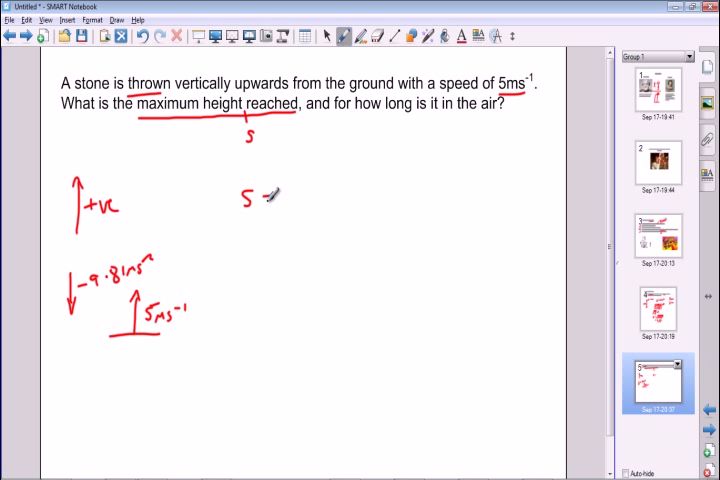 Untitled * - SMART Notebook
File Edit View Insert Format Draw Help
A stone is thrown vertically upwards from the ground with a speed of 5ms⁻¹.
What is the maximum height reached, and for how long is it in the air?
s
+ve
s =
-9.81ms⁻²
5ms⁻¹
Group 1
1
Sep 17-19:41
2
Sep 17-19:44
3
Sep 17-20:13
4
Sep 17-20:19
5
Sep 17-20:37
Auto-hide